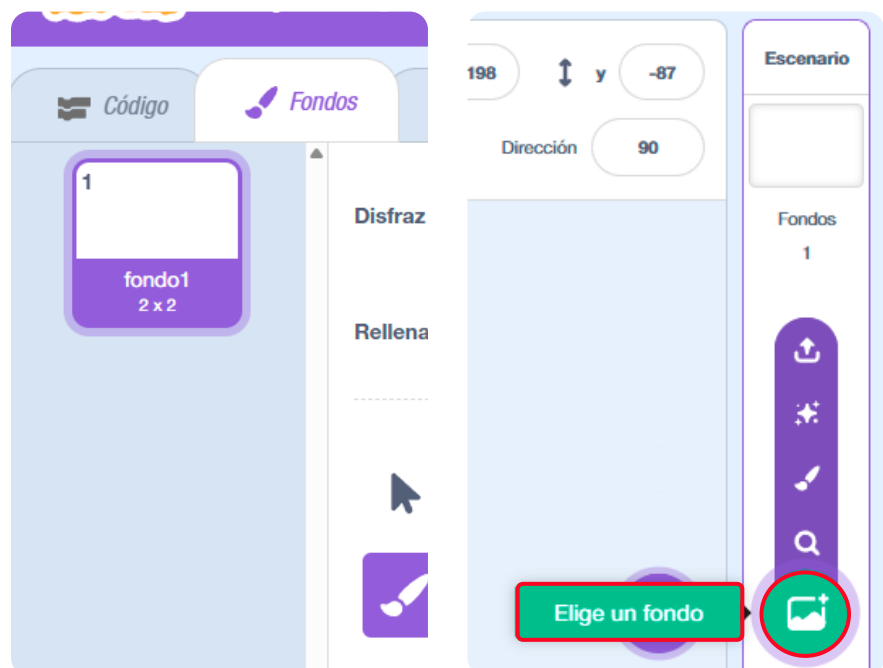 Código
Fondos
1
fondo1
2 x 2
Disfraz
Rellena
198
y
-87
Dirección
90
Escenario
Fondos
1
Elige un fondo